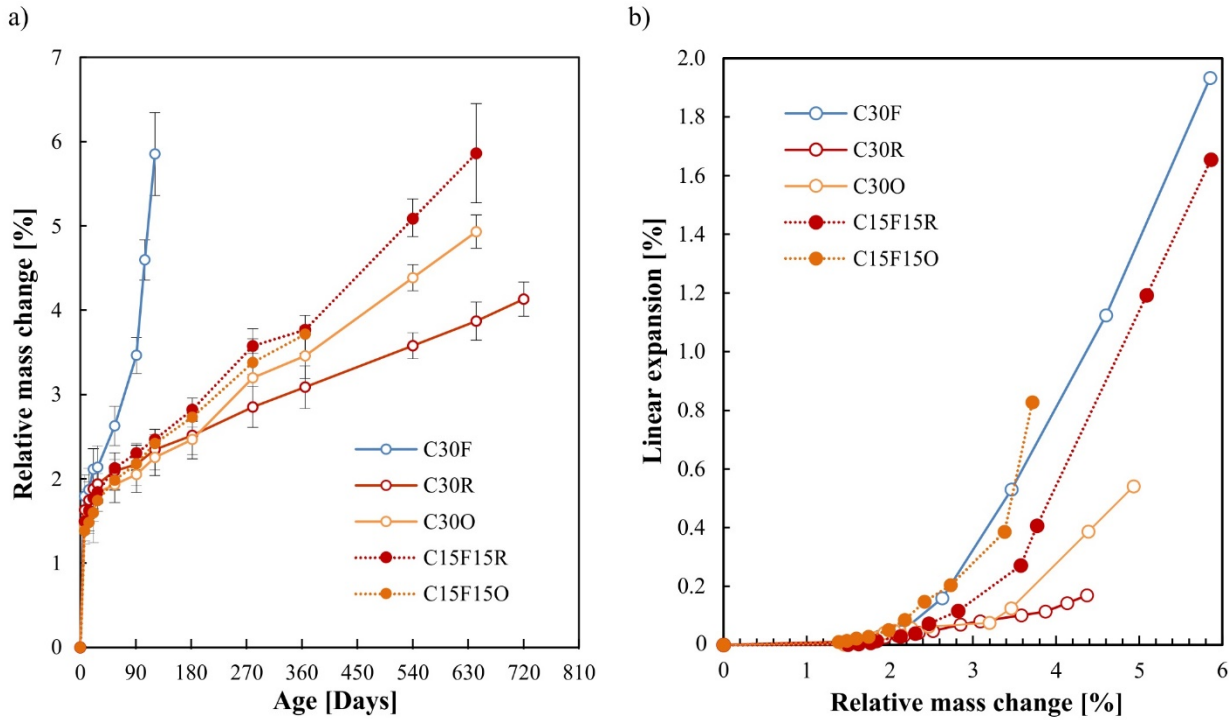 a)
Relative mass change [%]
7
6
5
4
3
2
1
0
C30F
C30R
C30O
C15F15R
C15F15O
0 90 180 270 360 450 540 630 720 810
Age [Days]
b)
Linear expansion [%]
2.0
1.8
1.6
1.4
1.2
1.0
0.8
0.6
0.4
0.2
0
C30F
C30R
C30O
C15F15R
C15F15O
0 1 2 3 4 5 6
Relative mass change [%]